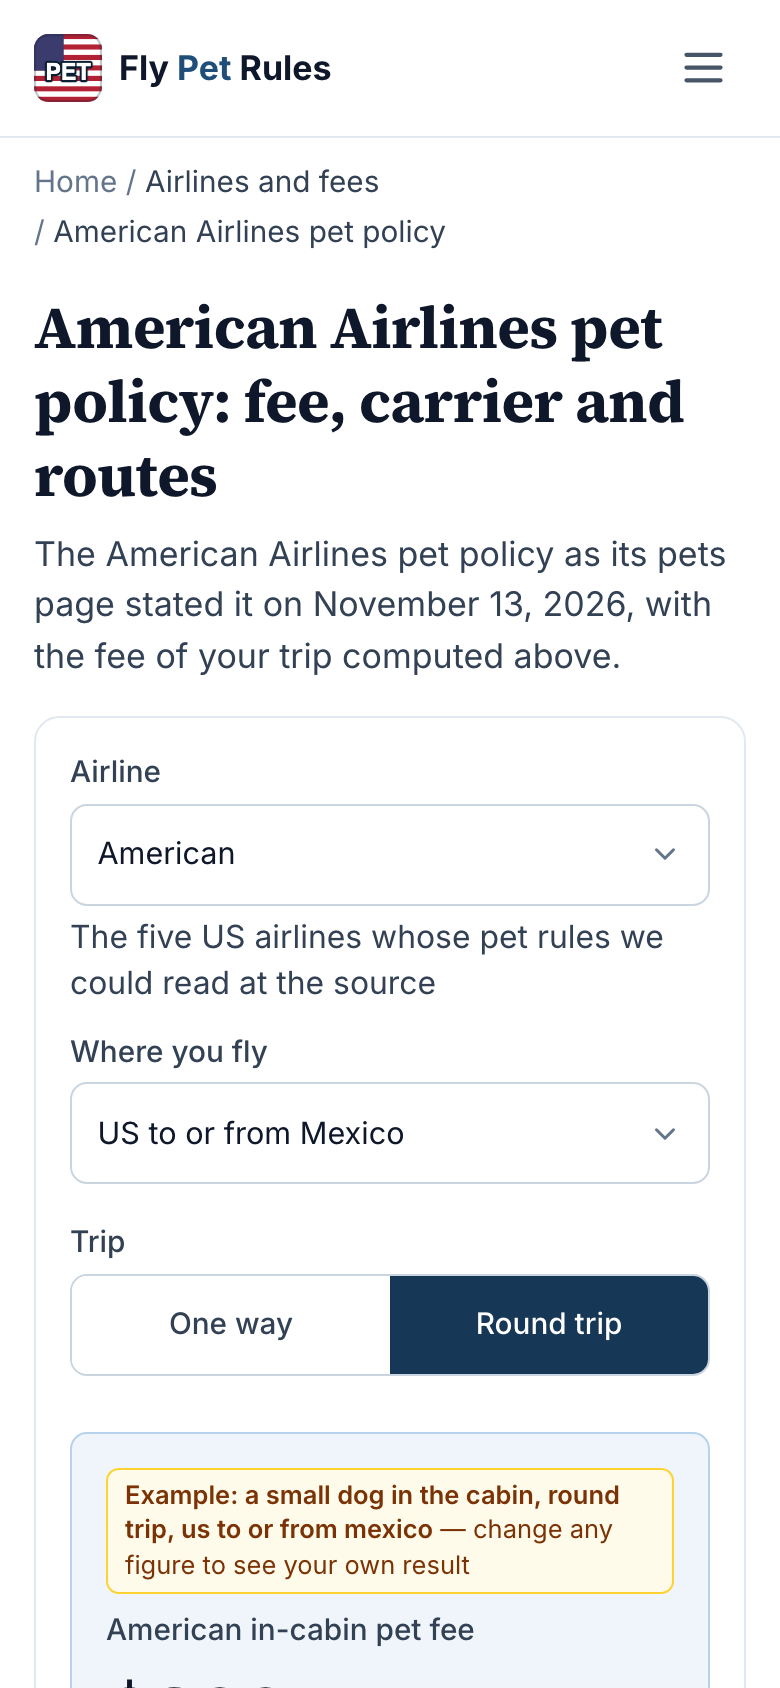 PET
Fly Pet Rules
Home / Airlines and fees
/ American Airlines pet policy
American Airlines pet
policy: fee, carrier and
routes
The American Airlines pet policy as its pets
page stated it on November 13, 2026, with
the fee of your trip computed above.
Airline
American
The five US airlines whose pet rules we
could read at the source
Where you fly
US to or from Mexico
Trip
One way
Round trip
Example: a small dog in the cabin, round
trip, us to or from mexico — change any
figure to see your own result
American in-cabin pet fee